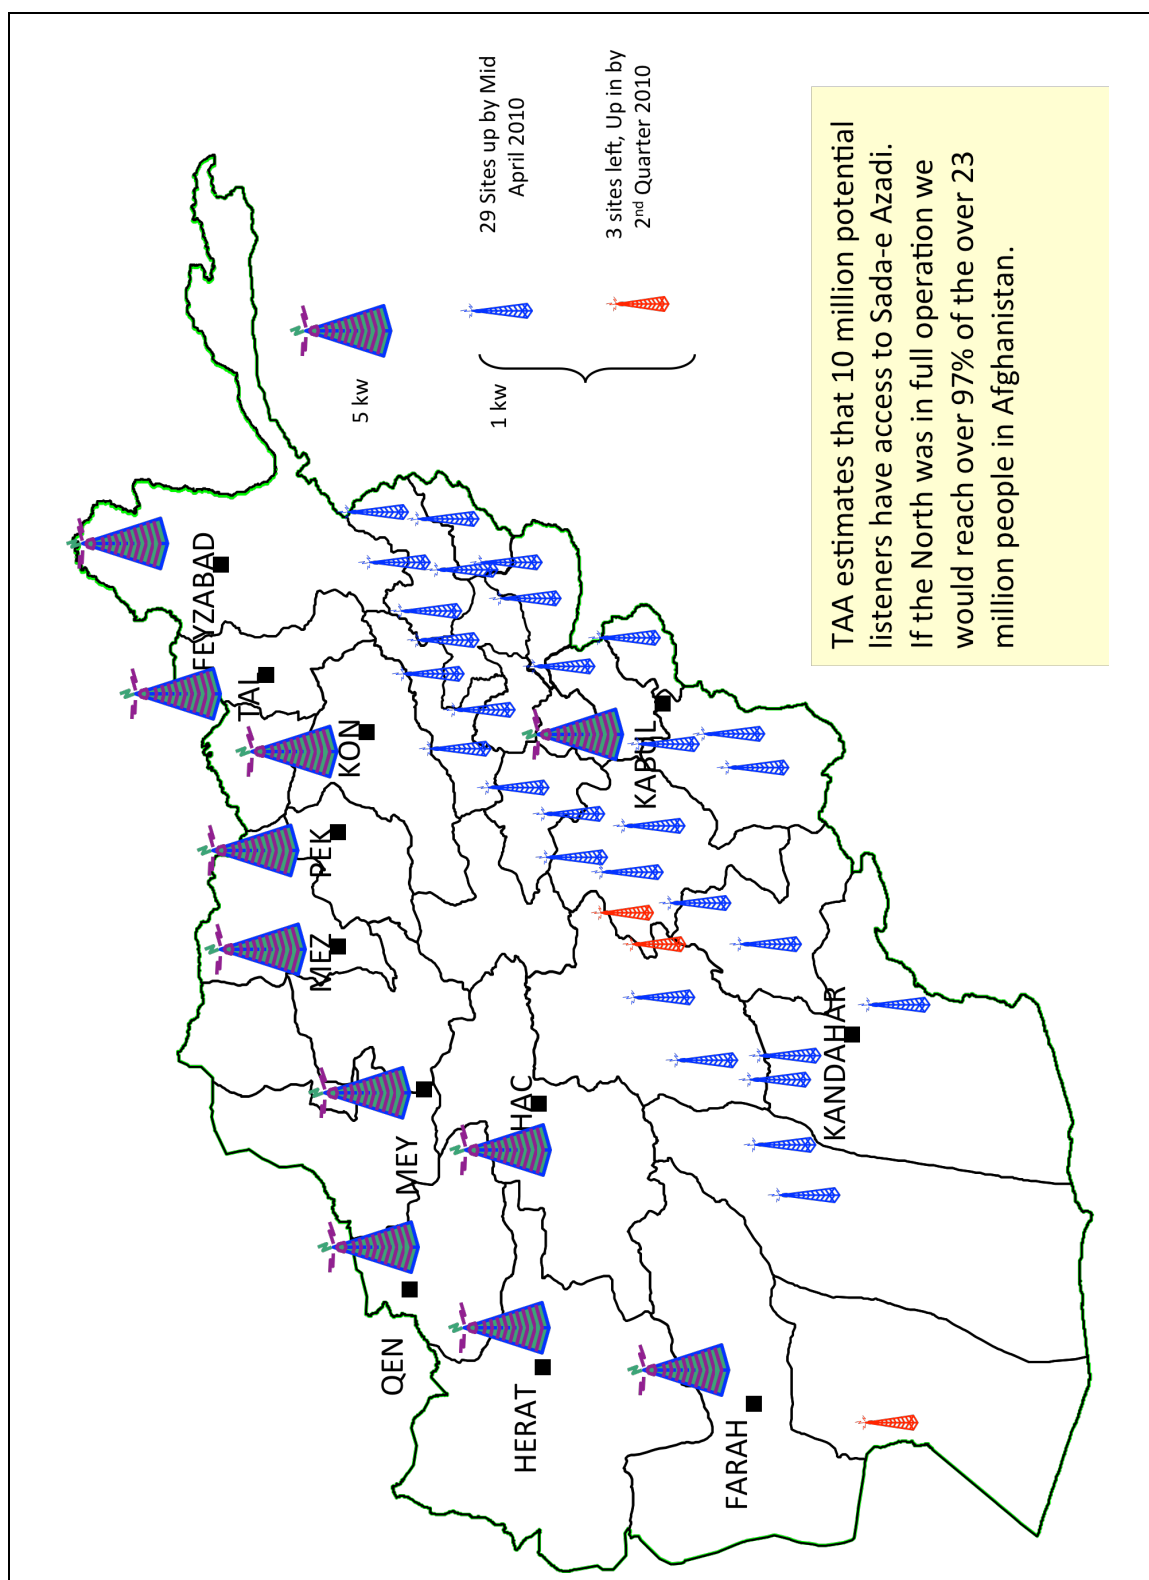 FEYZABAD
TAL
KON
PEK
MEZ
MEY
QEN
HERAT
HAC
FARAH
KABUL
KANDAHAR
5 kw
1 kw
29 Sites up by Mid
April 2010
3 sites left, Up in by
2nd Quarter 2010
TAA estimates that 10 million potential
listeners have access to Sada-e Azadi.
If the North was in full operation we
would reach over 97% of the over 23
million people in Afghanistan.